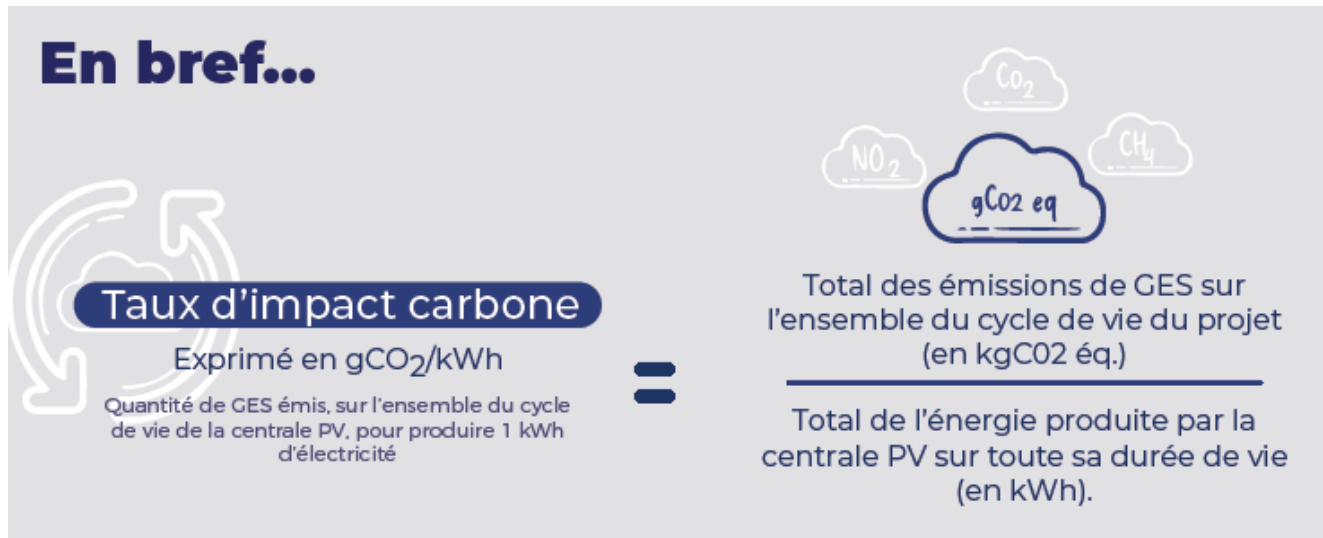 En bref...
Co2
NO2
CH4
gCo2 eq
Taux d'impact carbone
Exprimé en gCO2/kWh
Quantité de GES émis, sur l'ensemble du cycle
de vie de la centrale PV, pour produire 1 kWh
d'électricité
=
Total des émissions de GES sur
l'ensemble du cycle de vie du projet
(en kgC02 éq.)
Total de l'énergie produite par la
centrale PV sur toute sa durée de vie
(en kWh).